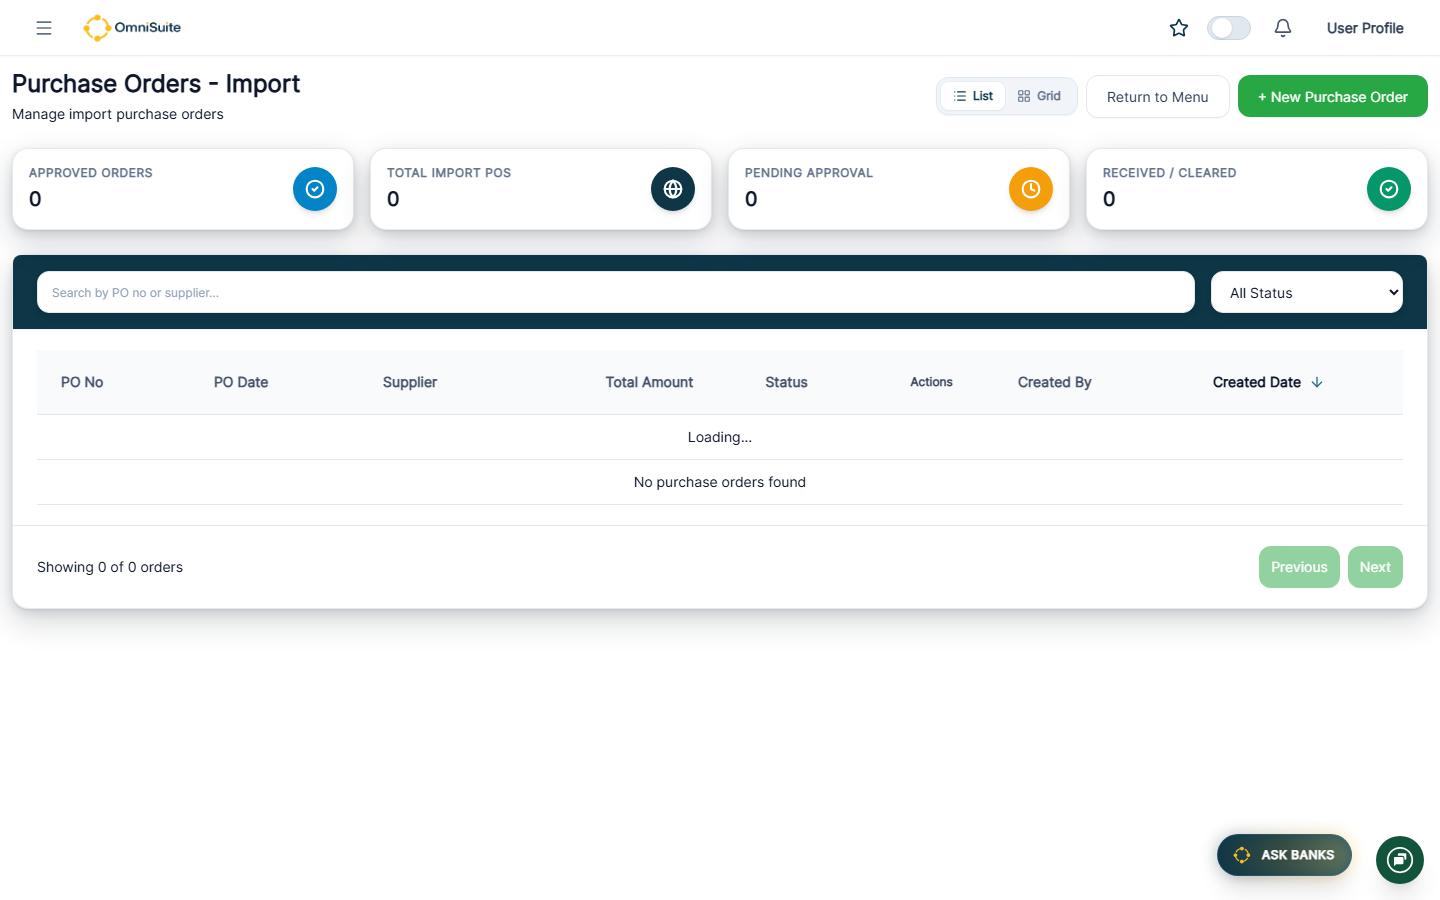 OmniSuite
User Profile
Purchase Orders - Import
Manage import purchase orders
List
Grid
Return to Menu
+ New Purchase Order
APPROVED ORDERS
0
TOTAL IMPORT POS
0
PENDING APPROVAL
0
RECEIVED / CLEARED
0
Search by PO no or supplier...
All Status
PO No
PO Date
Supplier
Total Amount
Status
Actions
Created By
Created Date
Loading...
No purchase orders found
Showing 0 of 0 orders
Previous
Next
ASK BANKS